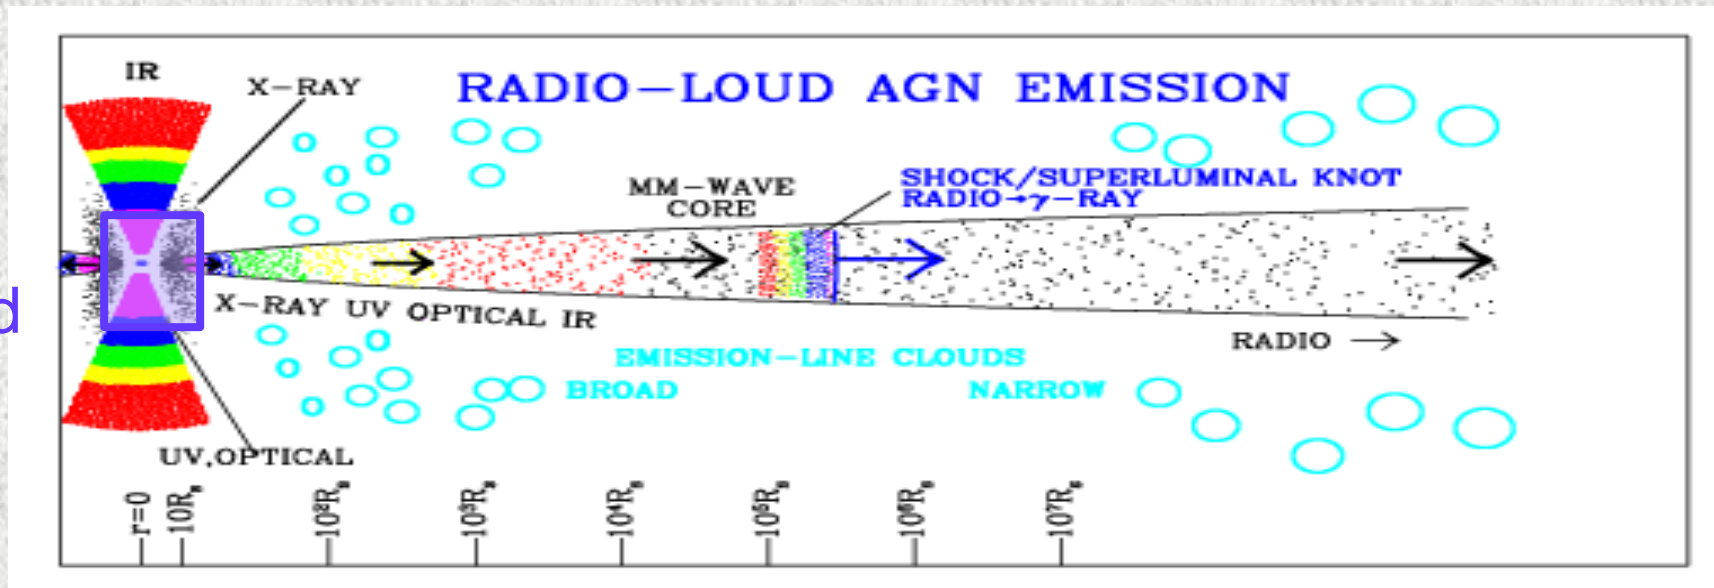 IR
X-RAY
RADIO-LOUD AGN EMISSION
MM-WAVE
CORE
SHOCK/SUPERLUMINAL KNOT
RADIO→γ-RAY
d
X-RAY UV OPTICAL IR
RADIO →
EMISSION-LINE CLOUDS
BROAD
NARROW
UV,OPTICAL
r=0
10Rₛ
10²Rₛ
10³Rₛ
10⁴Rₛ
10⁵Rₛ
10⁶Rₛ
10⁷Rₛ